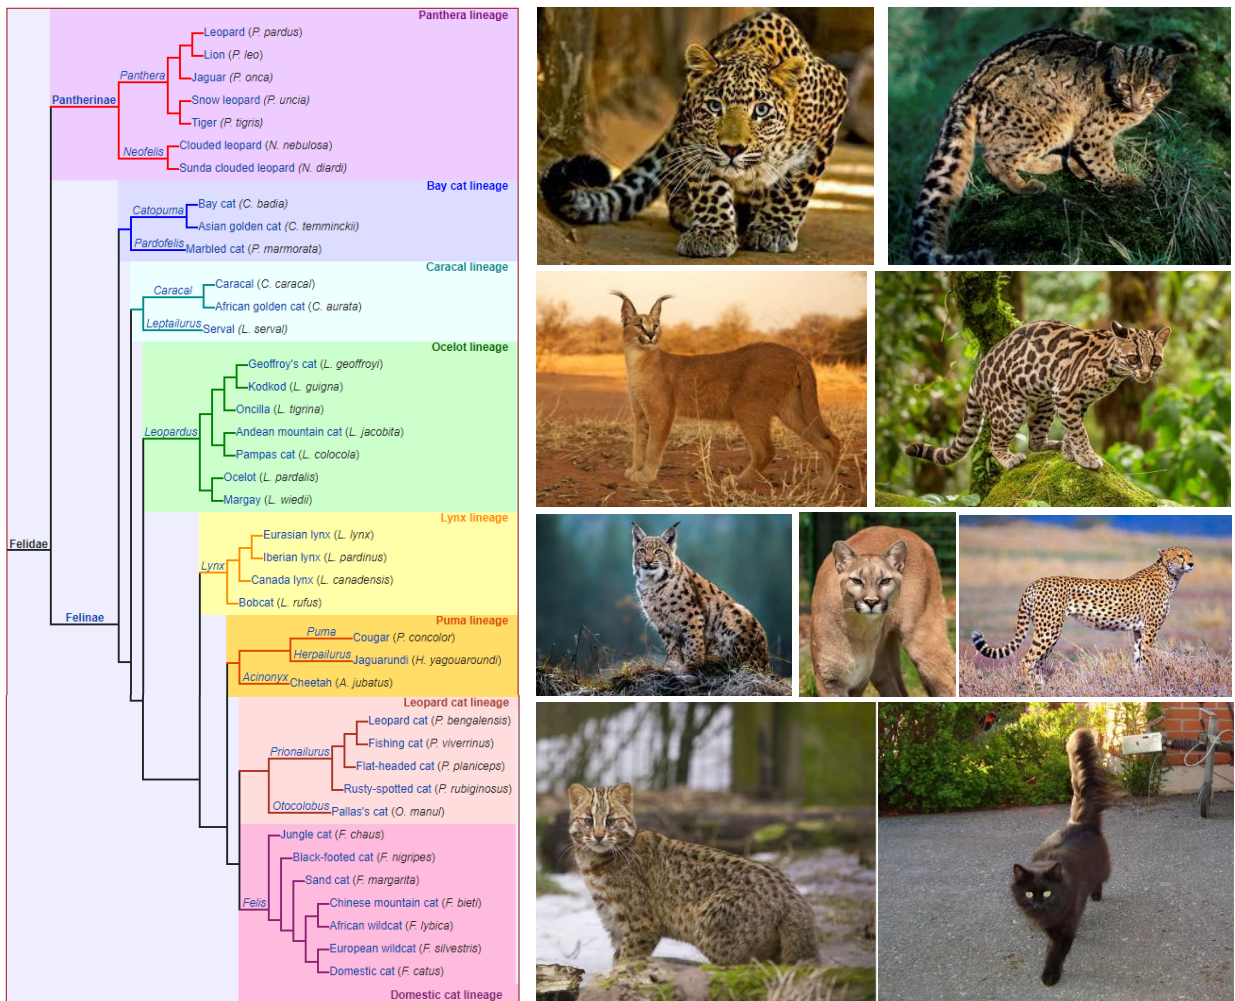 Panthera lineage
Leopard (P. pardus)
Lion (P. leo)
Panthera
Jaguar (P. onca)
Pantherinae
Snow leopard (P. uncia)
Tiger (P. tigris)
Neofelis
Clouded leopard (N. nebulosa)
Sunda clouded leopard (N. diardi)
Bay cat lineage
Catopuma
Bay cat (C. badia)
Asian golden cat (C. temminckii)
Pardofelis
Marbled cat (P. marmorata)
Caracal lineage
Caracal
Caracal (C. caracal)
African golden cat (C. aurata)
Leptailurus
Serval (L. serval)
Ocelot lineage
Geoffroy's cat (L. geoffroyi)
Kodkod (L. guigna)
Oncilla (L. tigrina)
Leopardus
Andean mountain cat (L. jacobita)
Pampas cat (L. colocola)
Ocelot (L. pardalis)
Margay (L. wiedii)
Lynx lineage
Eurasian lynx (L. lynx)
Felidae
Iberian lynx (L. pardinus)
Lynx
Canada lynx (L. canadensis)
Bobcat (L. rufus)
Felinae
Puma lineage
Puma
Cougar (P. concolor)
Herpailurus
Jaguarundi (H. yagouaroundi)
Acinonyx
Cheetah (A. jubatus)
Leopard cat lineage
Leopard cat (P. bengalensis)
Fishing cat (P. viverrinus)
Prionailurus
Flat-headed cat (P. planiceps)
Rusty-spotted cat (P. rubiginosus)
Otocolobus
Pallas's cat (O. manul)
Jungle cat (F. chaus)
Black-footed cat (F. nigripes)
Sand cat (F. margarita)
Felis
Chinese mountain cat (F. bieti)
African wildcat (F. lybica)
European wildcat (F. silvestris)
Domestic cat (F. catus)
Domestic cat lineage